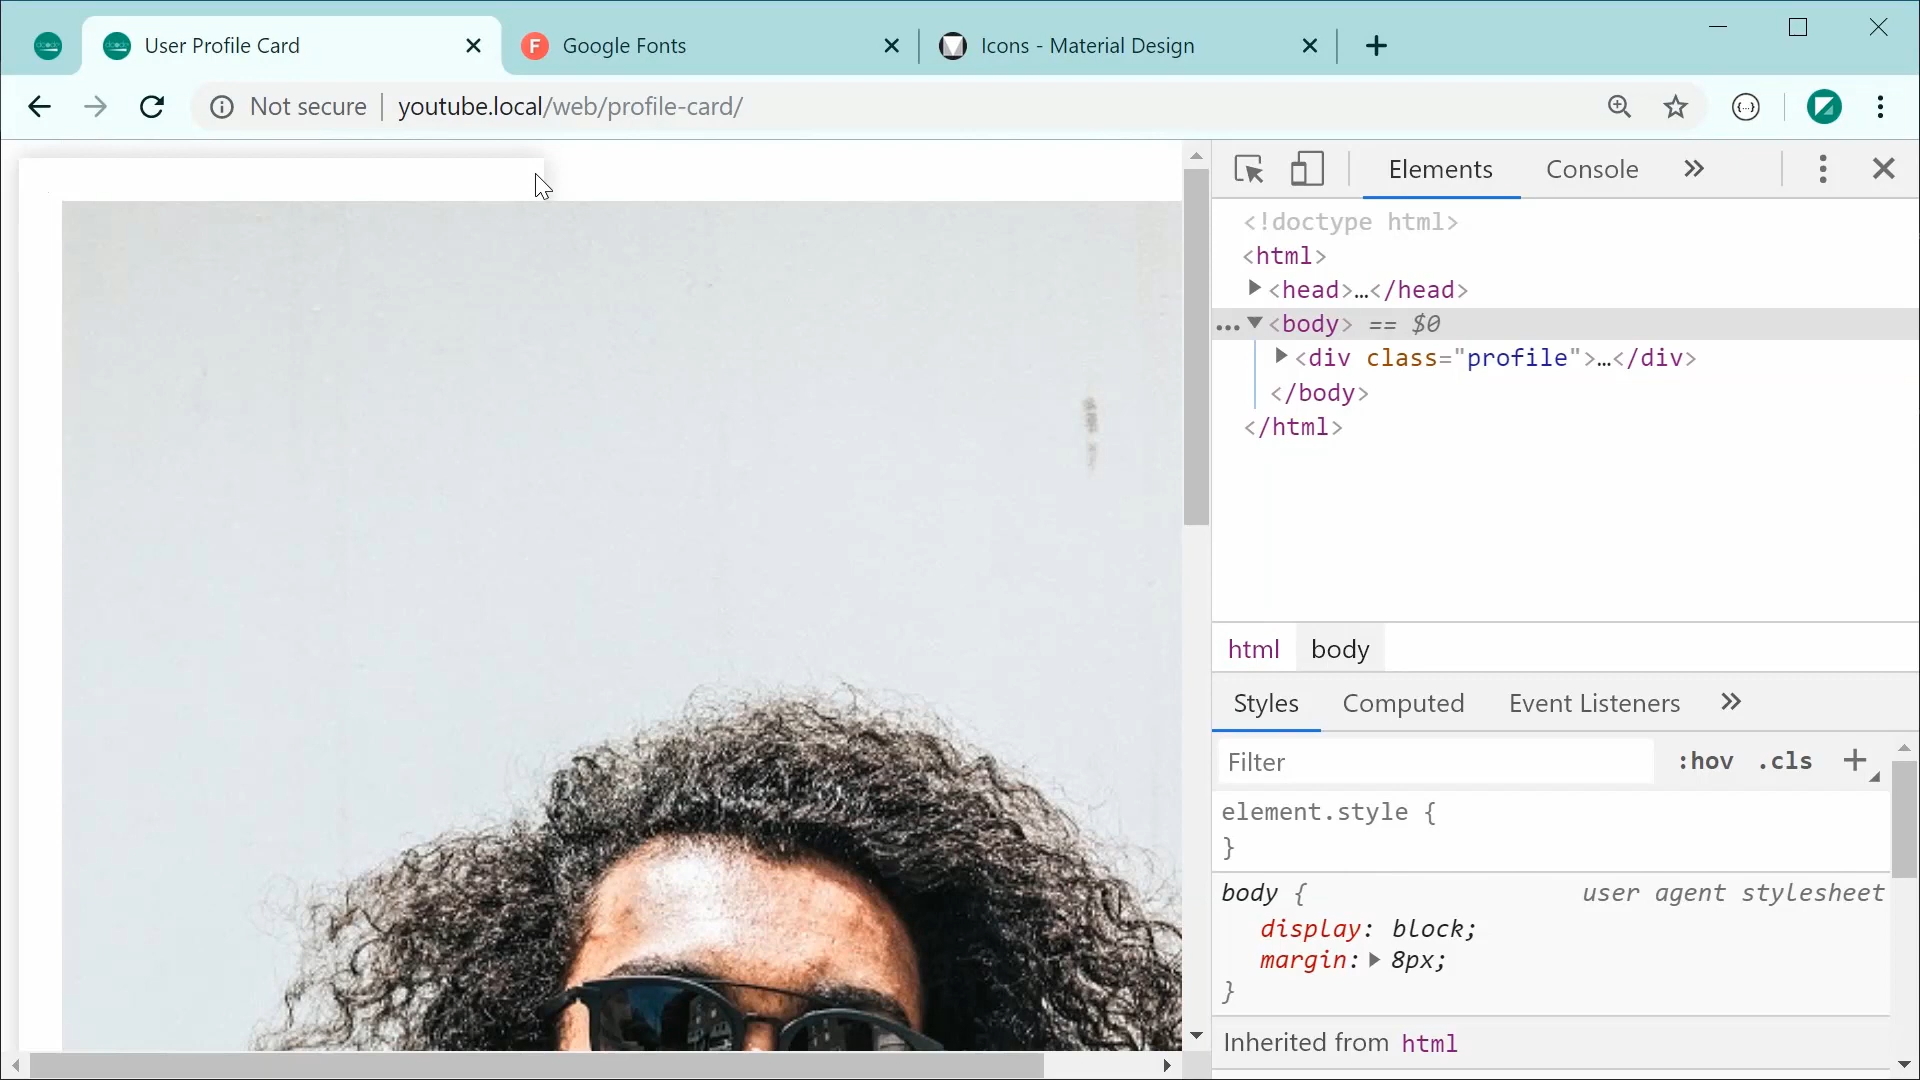 User Profile Card
F Google Fonts
Icons - Material Design
Not secure youtube.local/web/profile-card/
Elements Console
<!doctype html>
<html>
<head>…</head>
<body> == $0
<div class="profile">…</div>
</body>
</html>
html body
Styles Computed Event Listeners
Filter :hov .cls
element.style {
}
body { user agent stylesheet
display: block;
margin: 8px;
}
Inherited from html